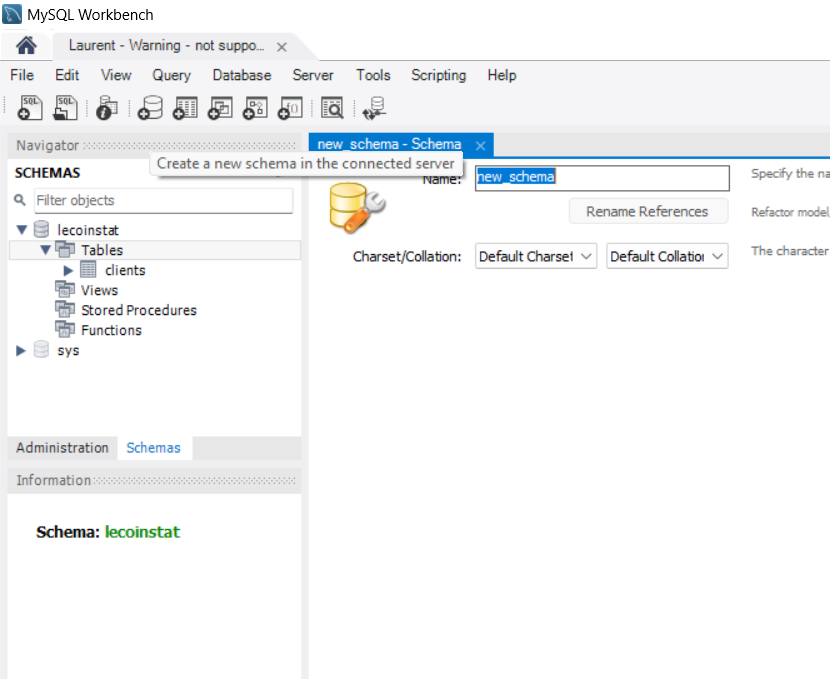 MySQL Workbench
Laurent - Warning - not suppo...
File Edit View Query Database Server Tools Scripting Help
SQL SQL
Navigator
new_schema - Schema
Create a new schema in the connected server
SCHEMAS
Name: new_schema
Specify the na
Filter objects
Rename References
Refactor model,
lecoinstat
Tables
Charset/Collation: Default Charset Default Collation
The character
clients
Views
Stored Procedures
Functions
sys
Administration Schemas
Information
Schema: lecoinstat